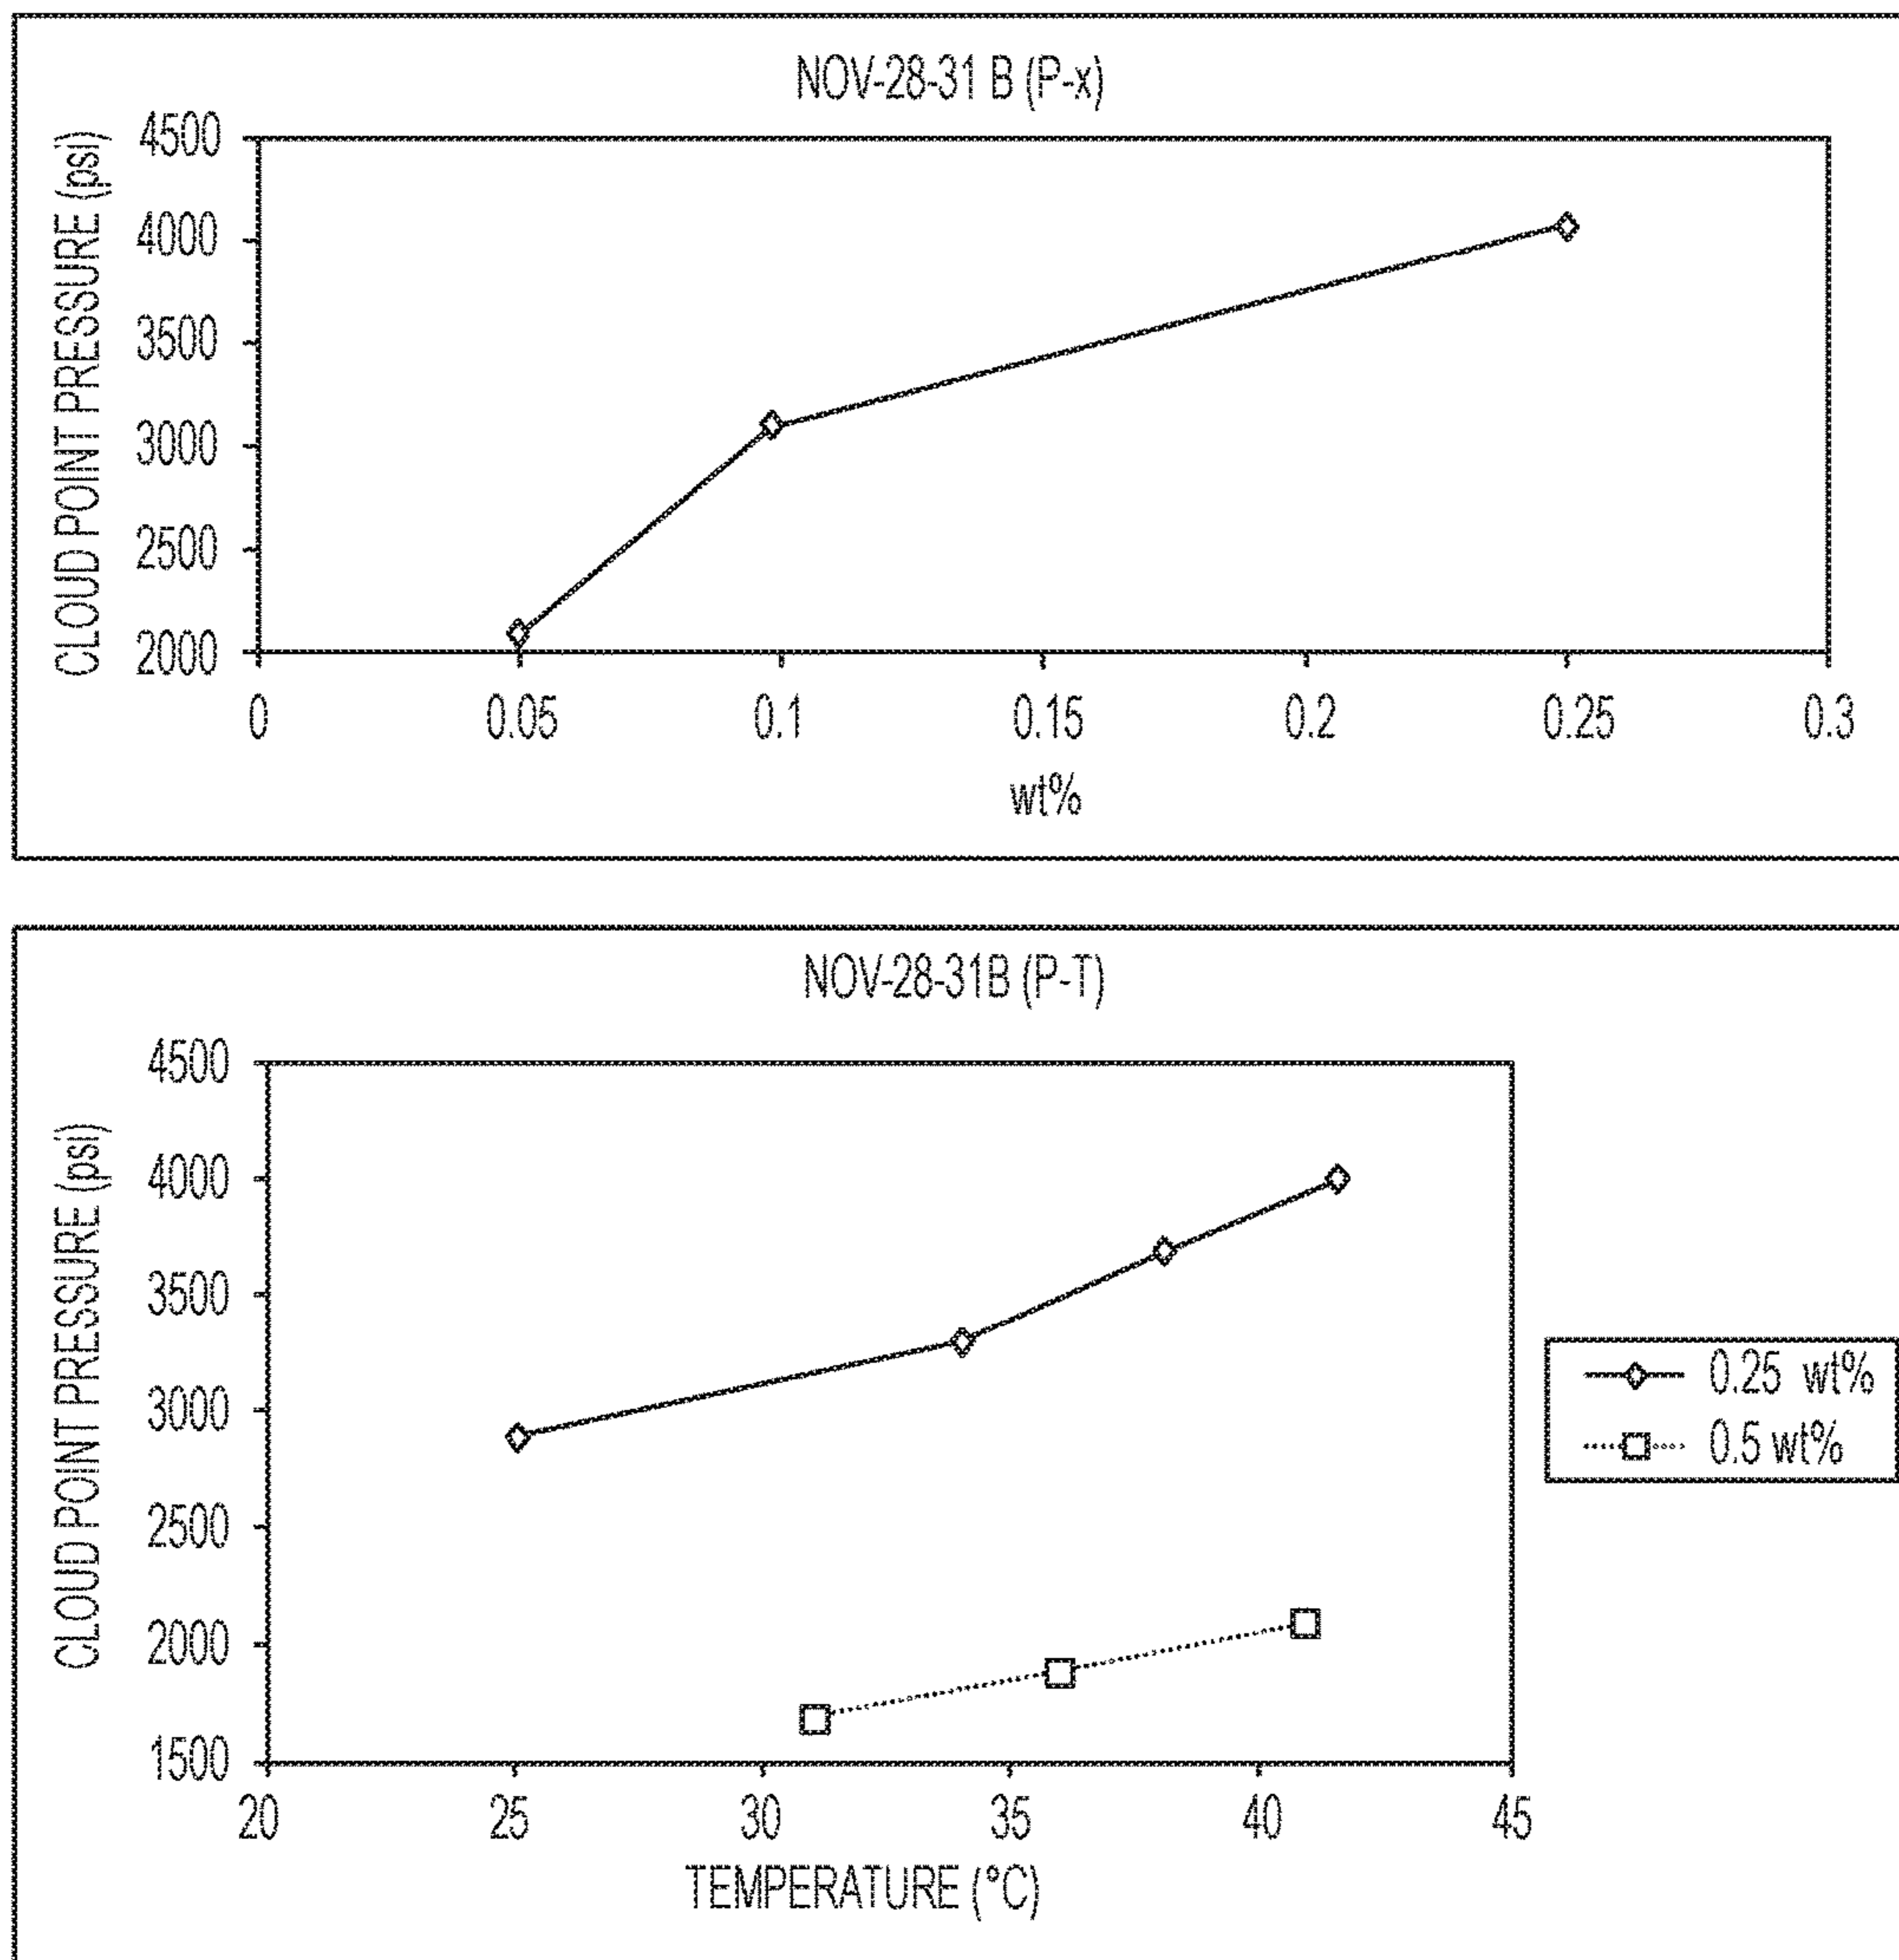 NOV-28-31 B (P-x)
CLOUD POINT PRESSURE (psi)
4500
4000
3500
3000
2500
2000
0 0.05 0.1 0.15 0.2 0.25 0.3
wt%
NOV-28-31B (P-T)
CLOUD POINT PRESSURE (psi)
4500
4000
3500
3000
2500
2000
1500
20 25 30 35 40 45
TEMPERATURE (°C)
0.25 wt%
0.5 wt%